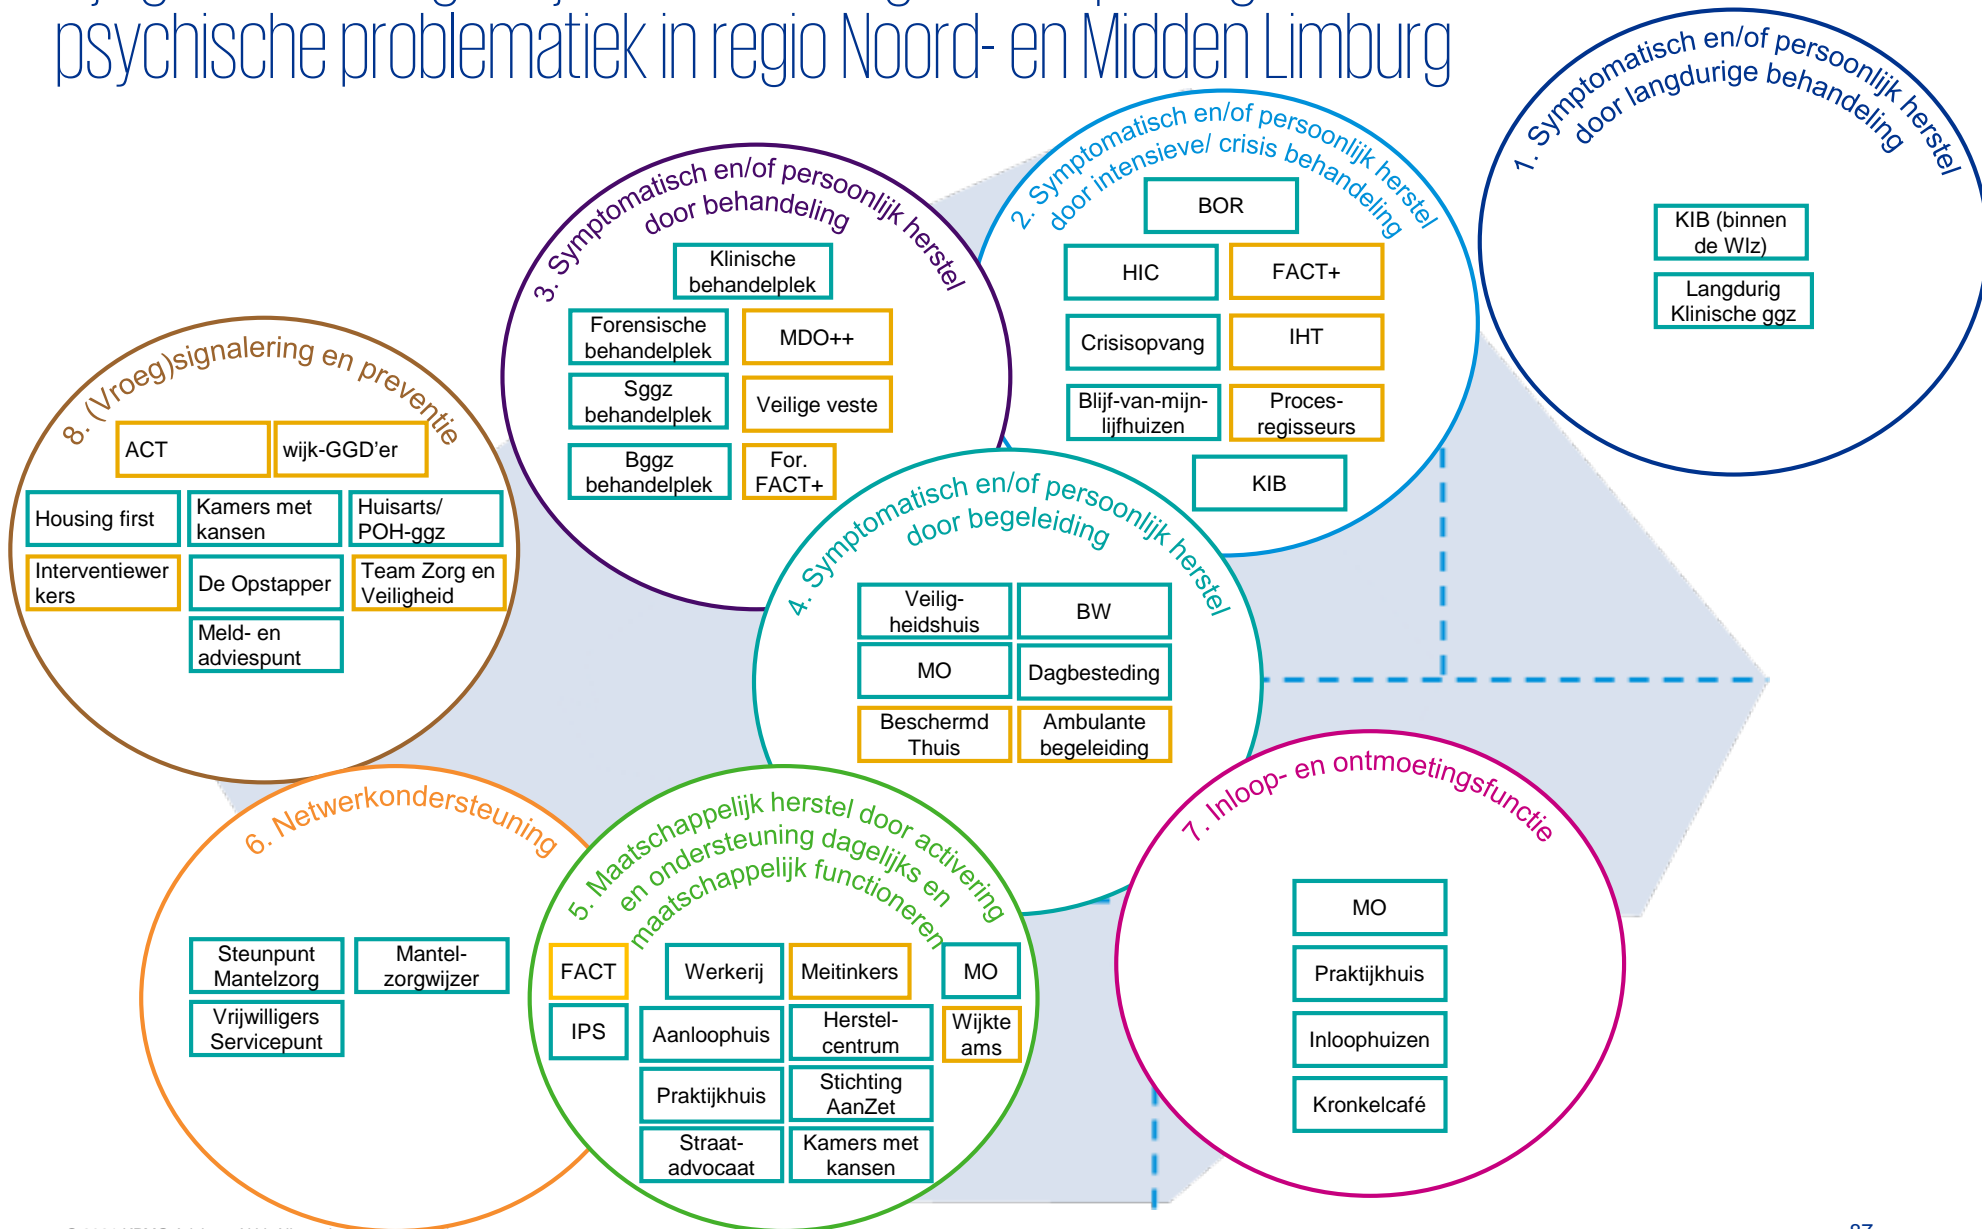 psychische problematiek in regio Noord- en Midden Limburg
1. Symptomatisch en/of persoonlijk herstel
door langdurige behandeling
KIB (binnen
de Wlz)
Langdurig
Klinische ggz
2. Symptomatisch en/of persoonlijk herstel
door intensieve/ crisis behandeling
BOR
HIC
FACT+
Crisisopvang
IHT
Blijf-van-mijn-
lijfhuizen
Proces-
regisseurs
KIB
3. Symptomatisch en/of persoonlijk herstel
door behandeling
Klinische
behandelplek
Forensische
behandelplek
MDO++
Sggz
behandelplek
Veilige veste
Bggz
behandelplek
For.
FACT+
8. (Vroeg)signalering en preventie
ACT
wijk-GGD'er
Housing first
Kamers met
kansen
Huisarts/
POH-ggz
Interventiewer
kers
De Opstapper
Team Zorg en
Veiligheid
Meld- en
adviespunt
4. Symptomatisch en/of persoonlijk herstel
door begeleiding
Veilig-
heidshuis
BW
MO
Dagbesteding
Beschermd
Thuis
Ambulante
begeleiding
6. Netwerkondersteuning
Steunpunt
Mantelzorg
Mantel-
zorgwijzer
Vrijwilligers
Servicepunt
5. Maatschappelijk herstel door activering
en ondersteuning dagelijks en
maatschappelijk functioneren
FACT
Werkerij
Meitinkers
MO
IPS
Aanloophuis
Herstel-
centrum
Wijkte
ams
Praktijkhuis
Stichting
AanZet
Straat-
advocaat
Kamers met
kansen
7. Inloop- en ontmoetingsfunctie
MO
Praktijkhuis
Inloophuizen
Kronkelcafé